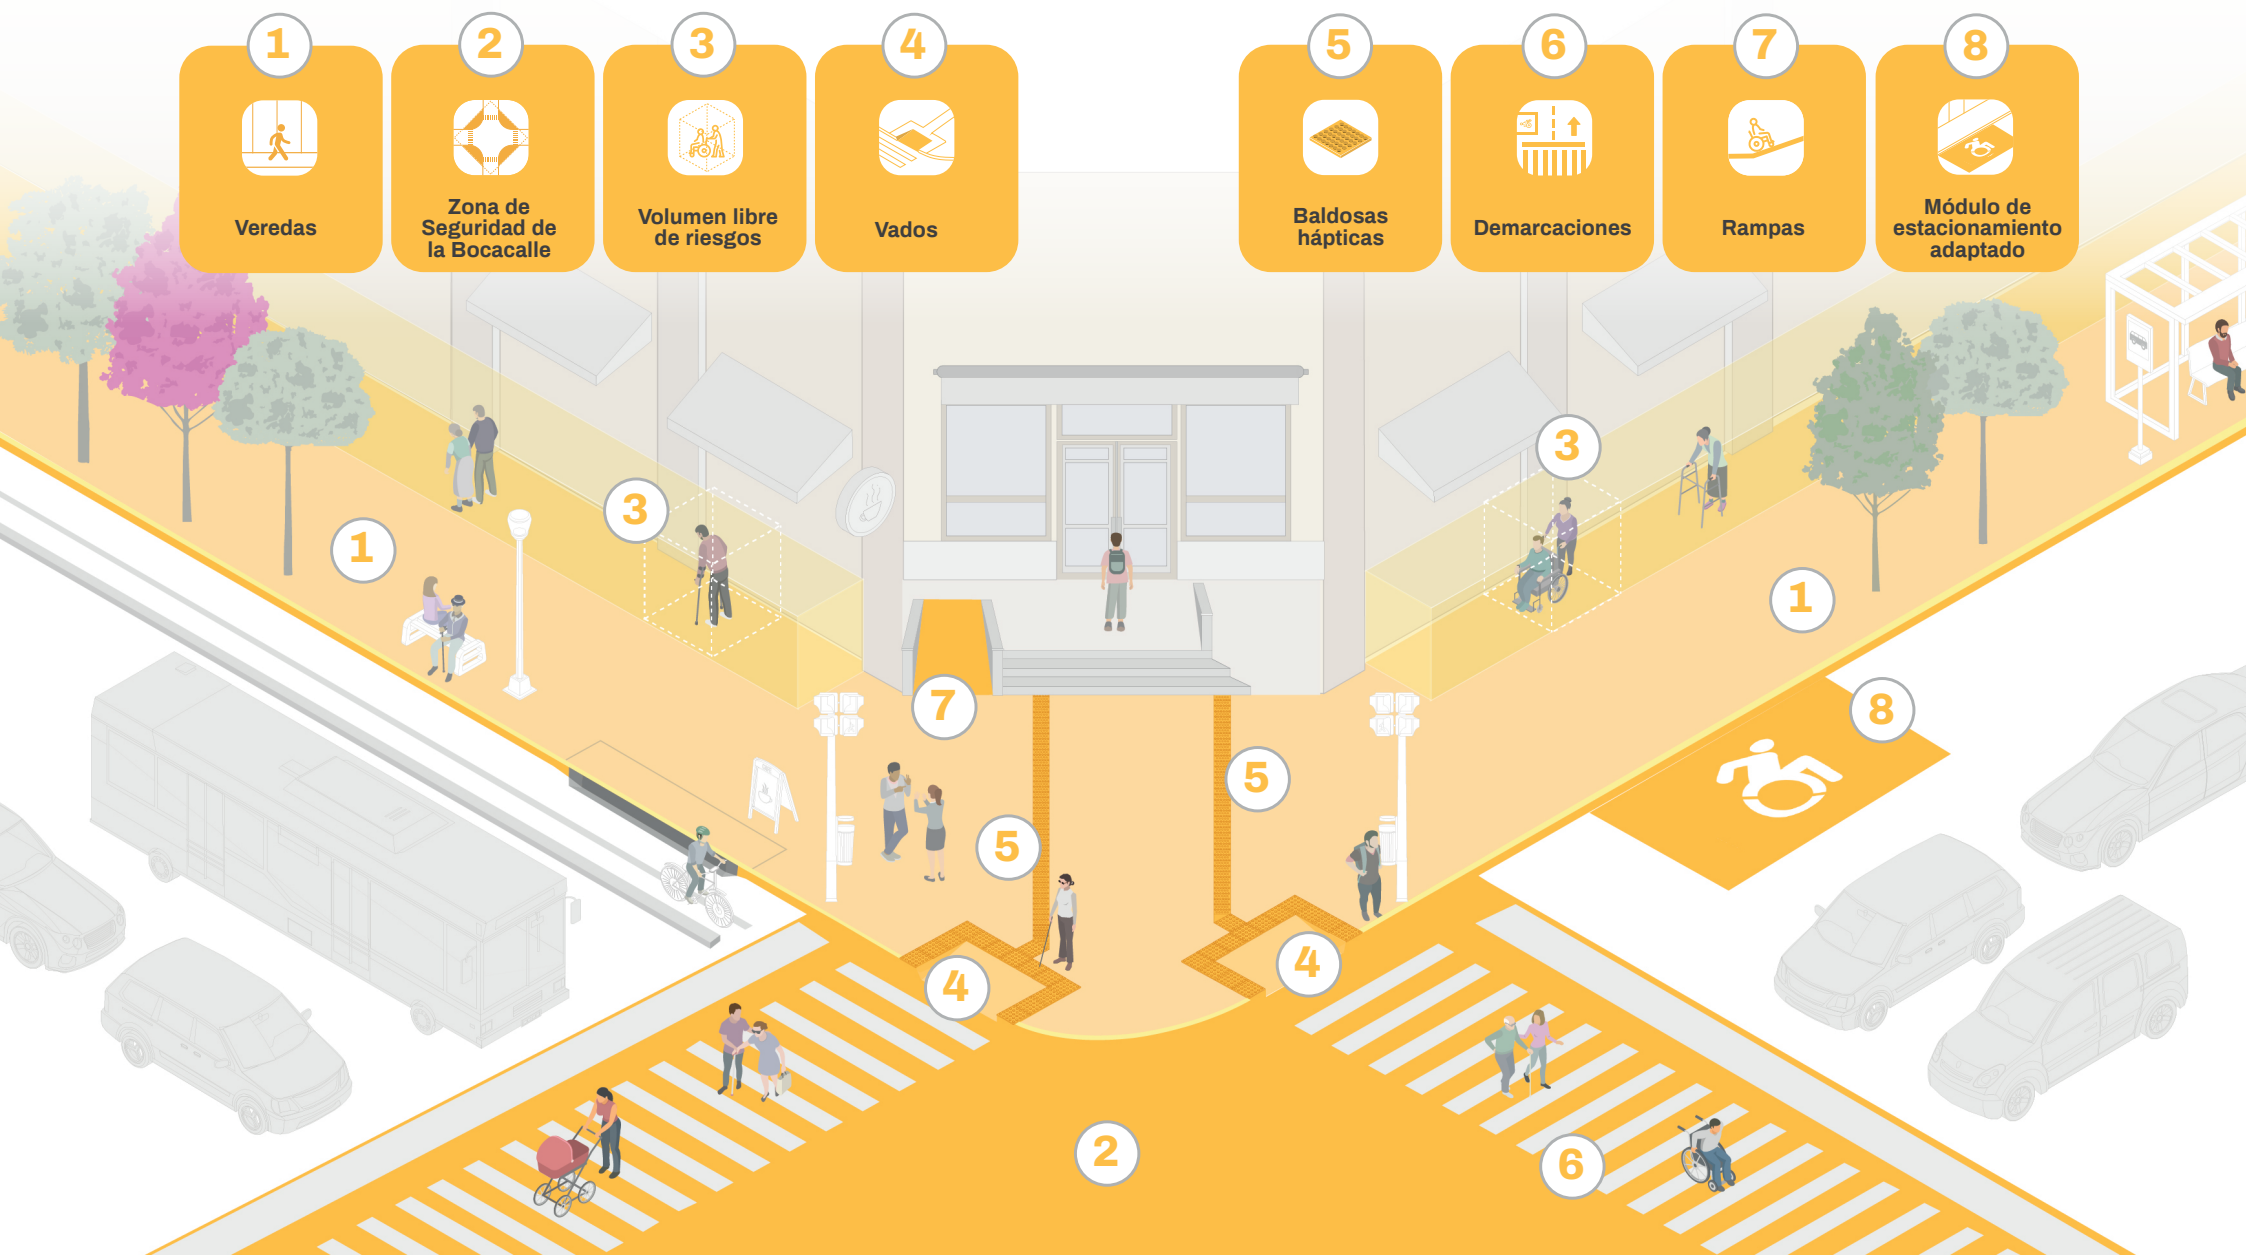 1
2
3
4
5
6
7
8
Veredas
Zona de
Seguridad de
la Bocacalle
Volumen libre
de riesgos
Vados
Baldosas
hápticas
Demarcaciones
Rampas
Módulo de
estacionamiento
adaptado
3
3
1
1
7
8
5
5
4
4
2
6